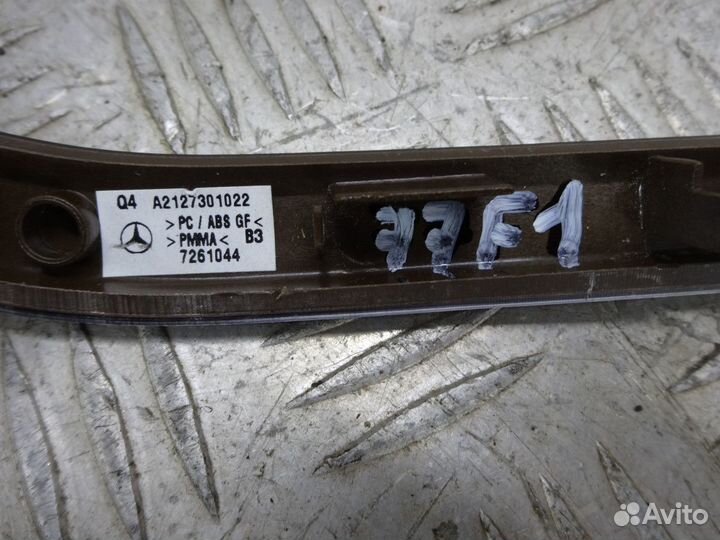 Q4 A2127301022
>PC / ABS GF<
>PMMA< B3
7261044
77F1
Avito